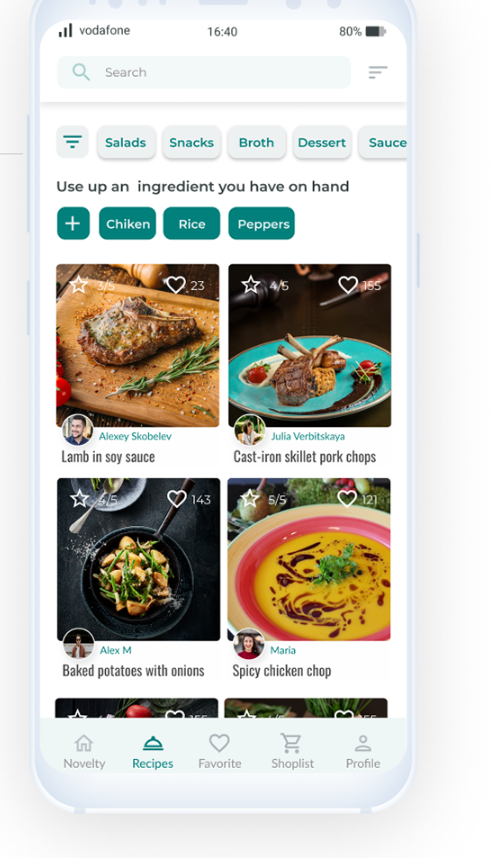 vodafone 16:40 80%
Search
Salads Snacks Broth Dessert Sauce
Use up an ingredient you have on hand
+ Chiken Rice Peppers
3/5 23 4/5 155
Alexey Skobelev Julia Verbitskaya
Lamb in soy sauce Cast-iron skillet pork chops
4/5 143 5/5 121
Alex M Maria
Baked potatoes with onions Spicy chicken chop
Novelty Recipes Favorite Shoplist Profile